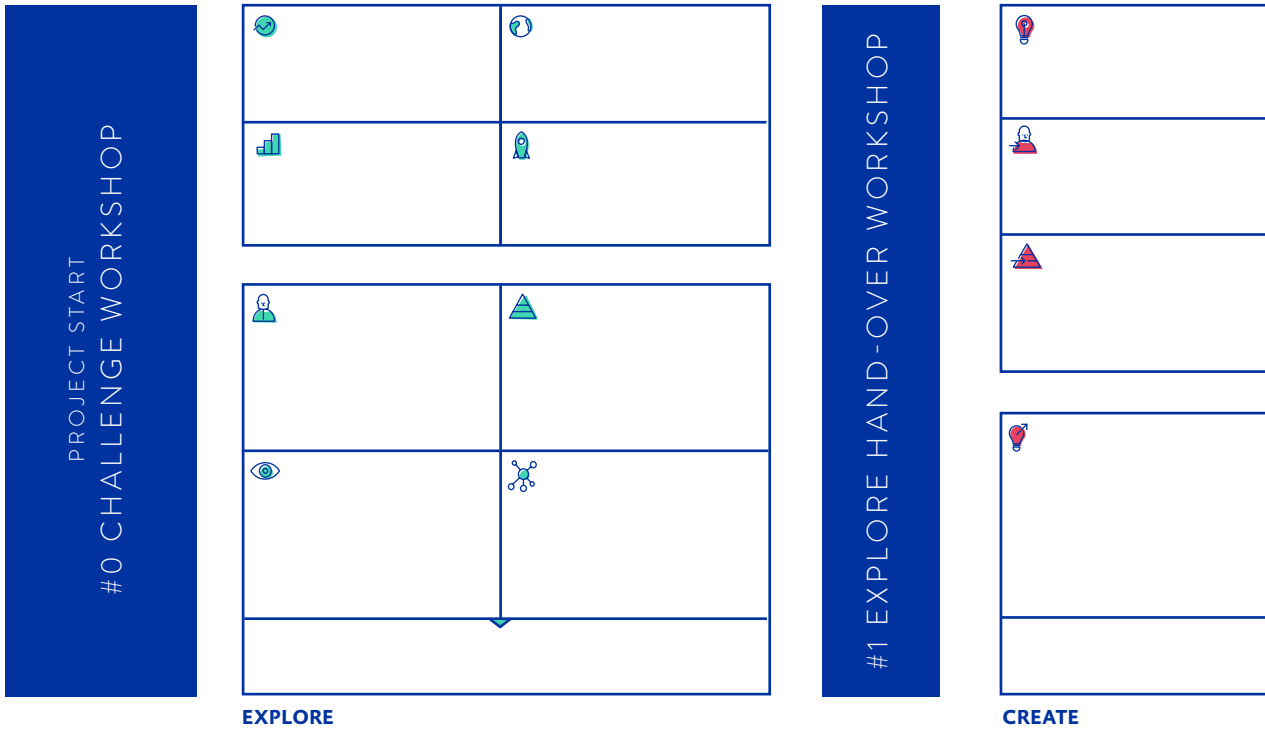 PROJECT START
#0 CHALLENGE WORKSHOP
EXPLORE
#1 EXPLORE HAND-OVER WORKSHOP
CREATE